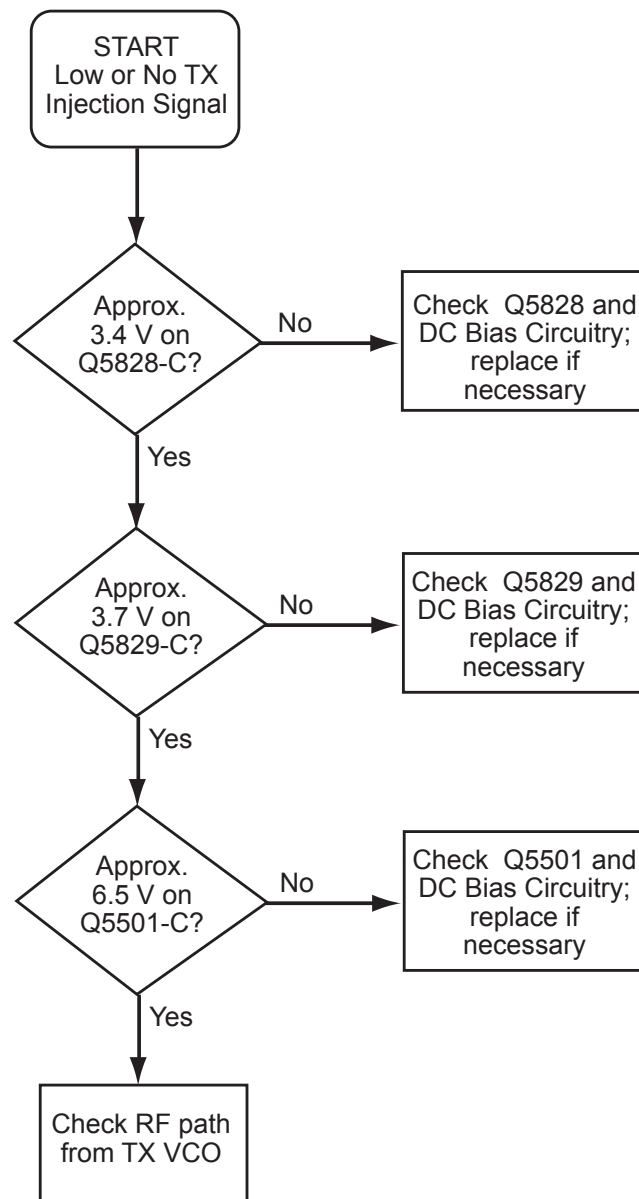 START
Low or No TX
Injection Signal
Approx.
3.4 V on
Q5828-C?
No
Check Q5828 and
DC Bias Circuitry;
replace if
necessary
Yes
Approx.
3.7 V on
Q5829-C?
No
Check Q5829 and
DC Bias Circuitry;
replace if
necessary
Yes
Approx.
6.5 V on
Q5501-C?
No
Check Q5501 and
DC Bias Circuitry;
replace if
necessary
Yes
Check RF path
from TX VCO